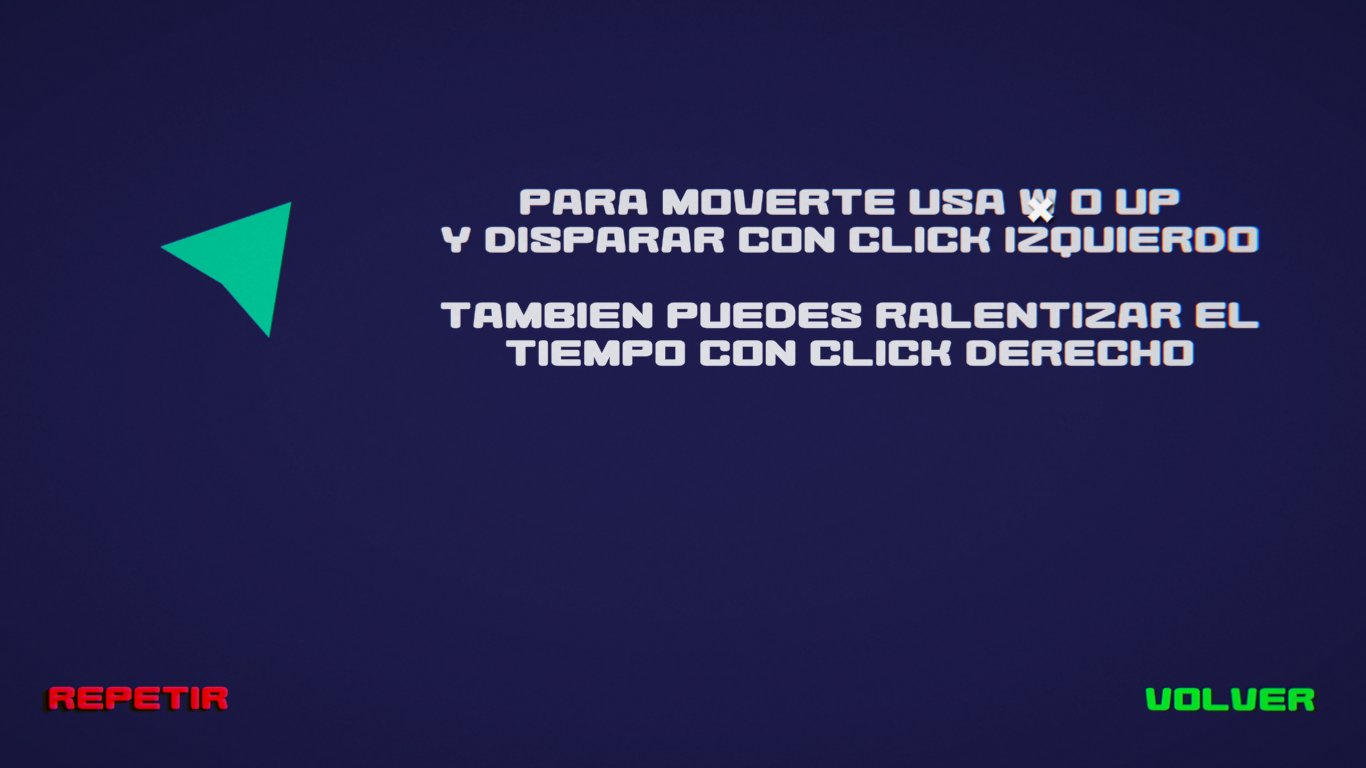 PARA MOVERTE USA W O UP
Y DISPARAR CON CLICK IZQUIERDO
TAMBIEN PUEDES RALENTIZAR EL
TIEMPO CON CLICK DERECHO
REPETIR
VOLVER